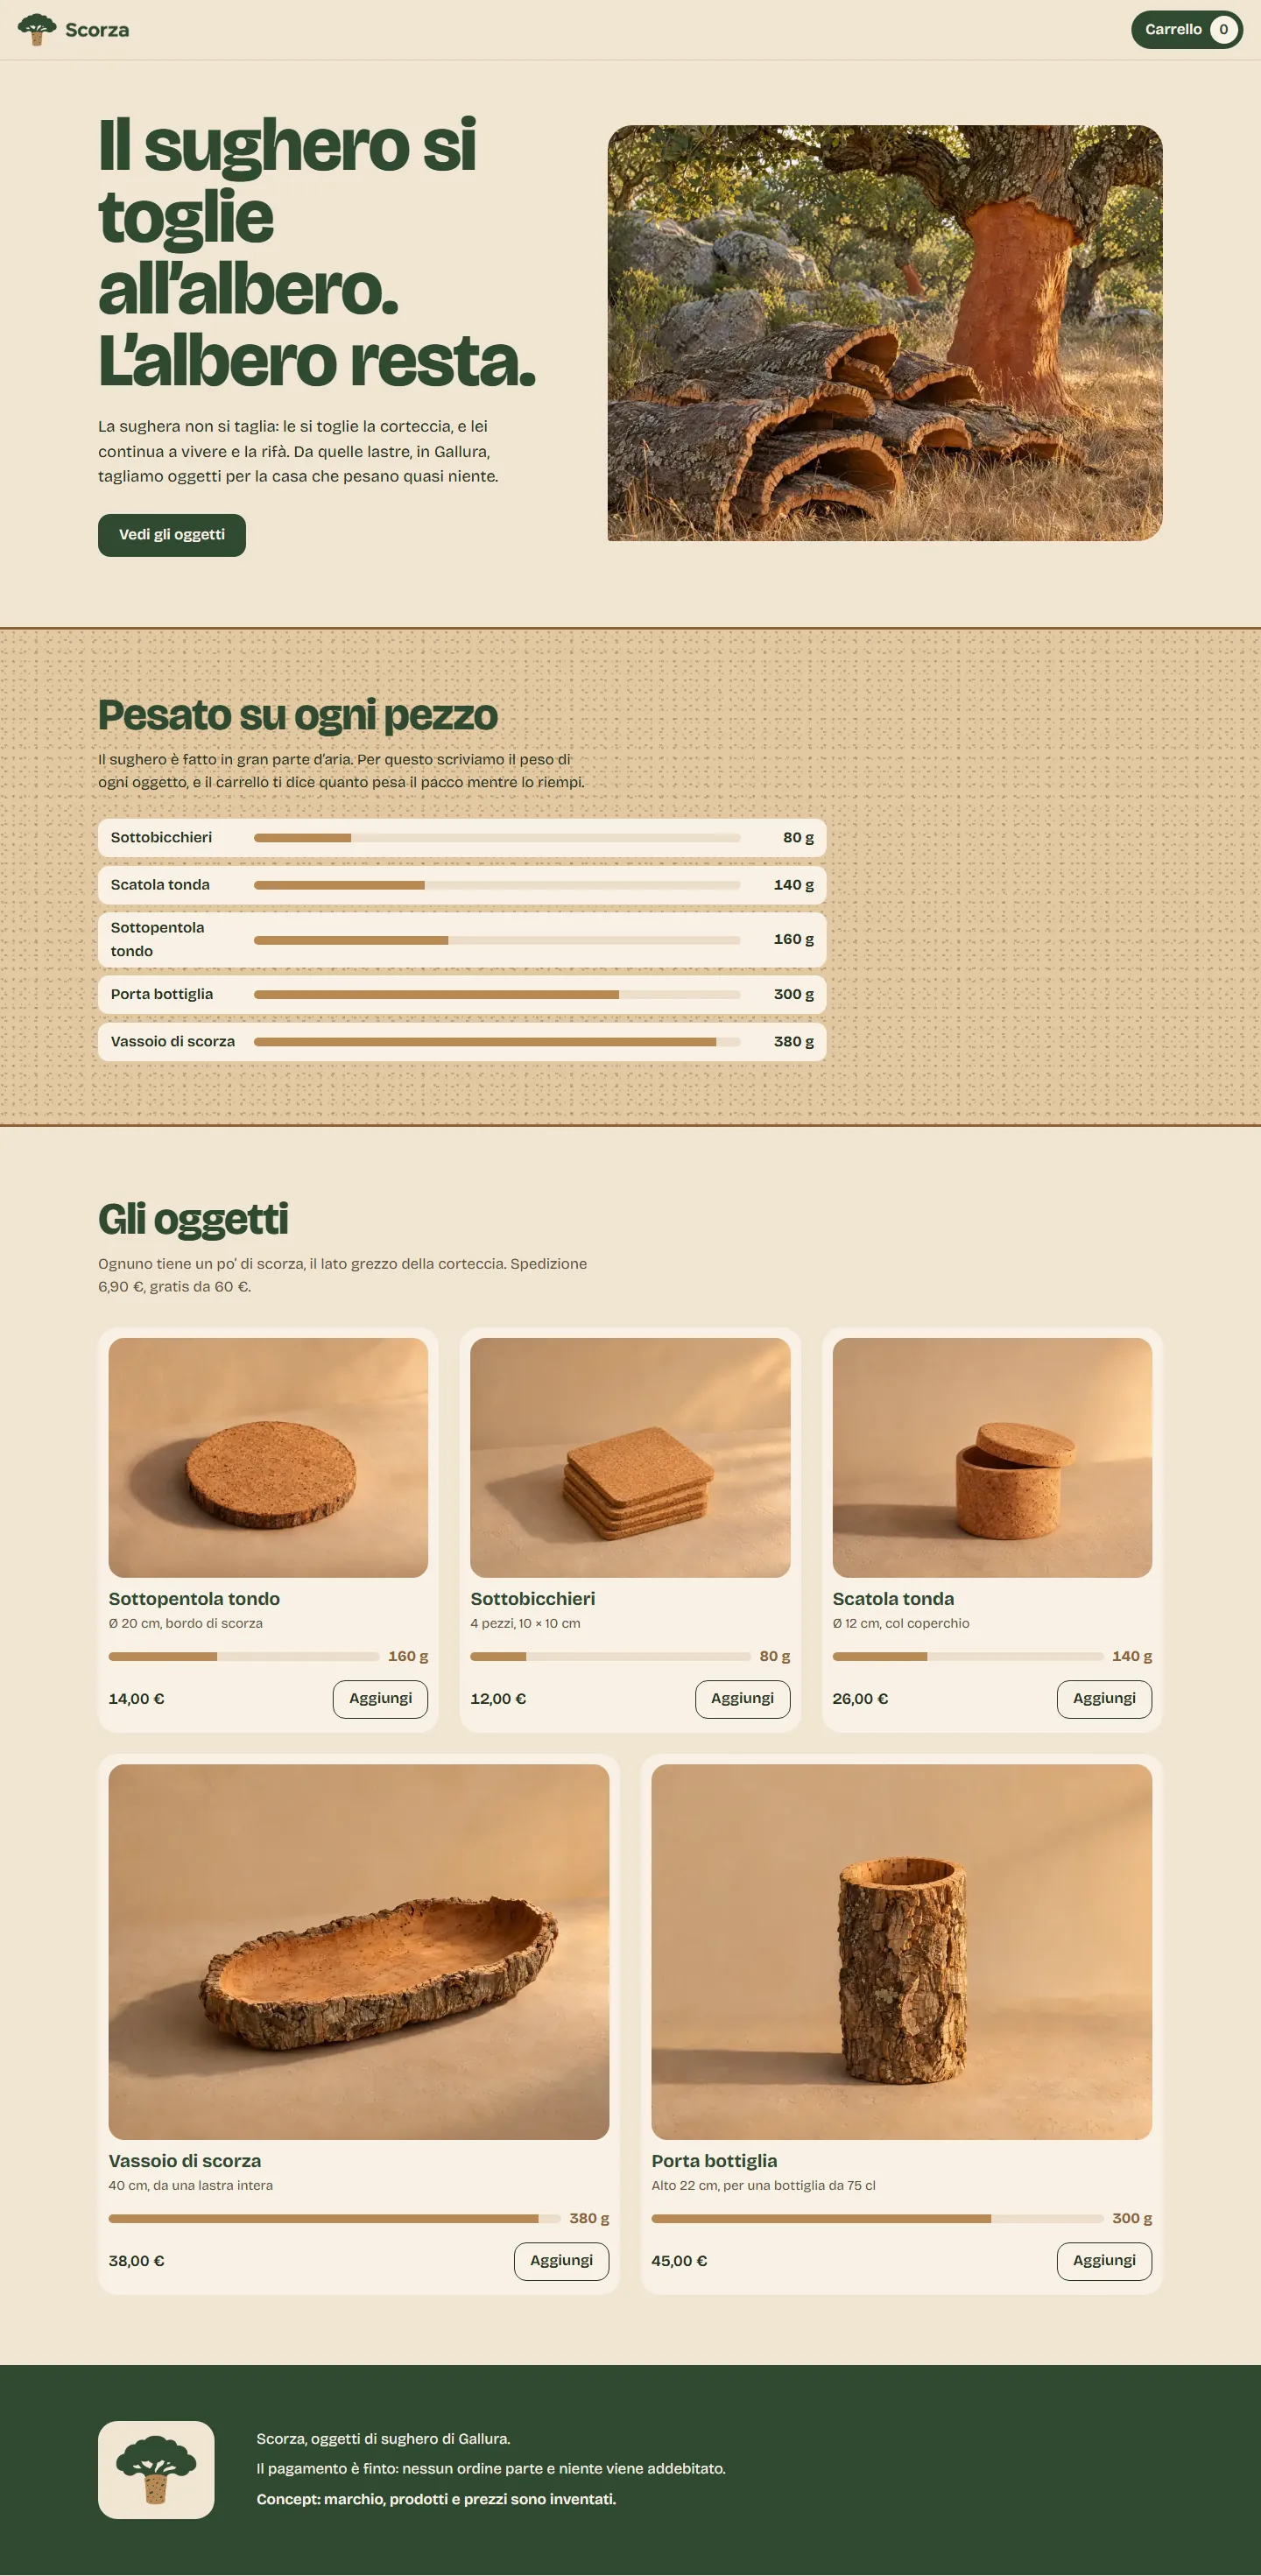 Scorza
Carrello 0
Il sughero si
toglie
all’albero.
L’albero resta.
La sughera non si taglia: le si toglie la corteccia, e lei
continua a vivere e la rifà. Da quelle lastre, in Gallura,
tagliamo oggetti per la casa che pesano quasi niente.
Vedi gli oggetti
Pesato su ogni pezzo
Il sughero è fatto in gran parte d’aria. Per questo scriviamo il peso di
ogni oggetto, e il carrello ti dice quanto pesa il pacco mentre lo riempi.
Sottobicchieri 80 g
Scatola tonda 140 g
Sottopentola
tondo 160 g
Porta bottiglia 300 g
Vassoio di scorza 380 g
Gli oggetti
Ognuno tiene un po’ di scorza, il lato grezzo della corteccia. Spedizione
6,90 €, gratis da 60 €.
Sottopentola tondo
Ø 20 cm, bordo di scorza
160 g
14,00 € Aggiungi
Sottobicchieri
4 pezzi, 10 × 10 cm
80 g
12,00 € Aggiungi
Scatola tonda
Ø 12 cm, col coperchio
140 g
26,00 € Aggiungi
Vassoio di scorza
40 cm, da una lastra intera
380 g
38,00 € Aggiungi
Porta bottiglia
Alto 22 cm, per una bottiglia da 75 cl
300 g
45,00 € Aggiungi
Scorza, oggetti di sughero di Gallura.
Il pagamento è finto: nessun ordine parte e niente viene addebitato.
Concept: marchio, prodotti e prezzi sono inventati.